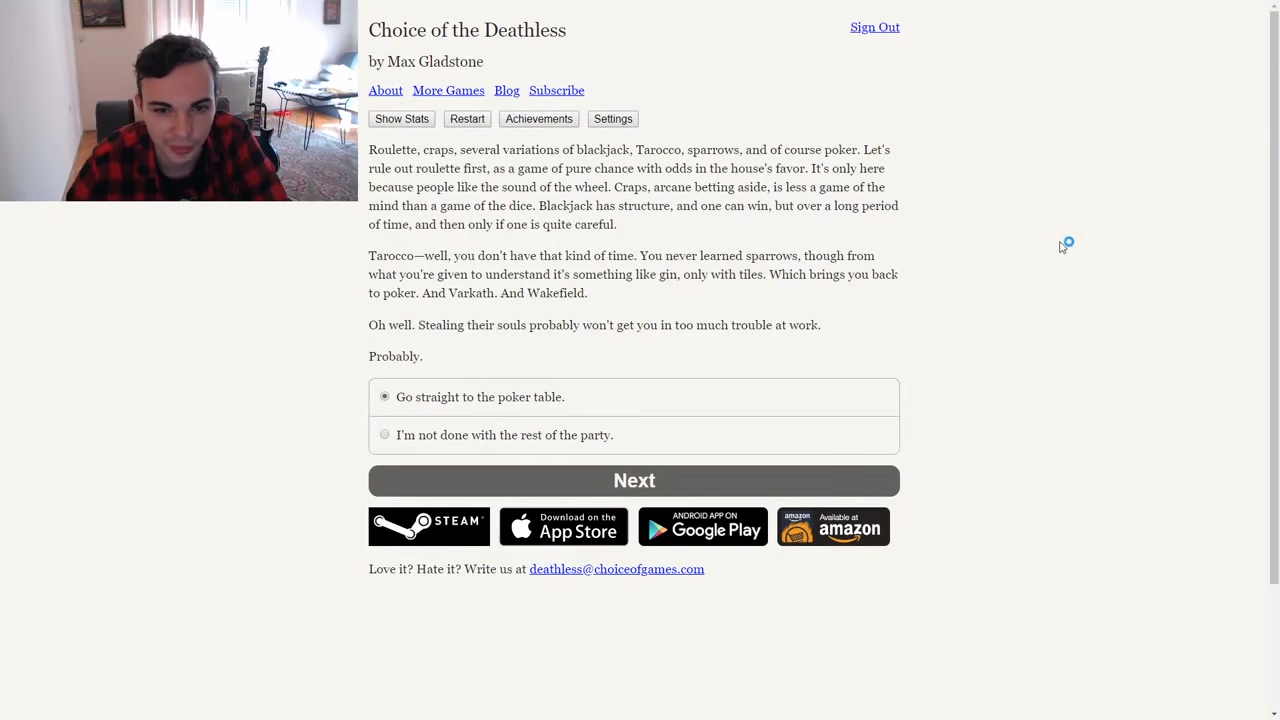 Choice of the Deathless
Sign Out
by Max Gladstone
About More Games Blog Subscribe
Show Stats Restart Achievements Settings
Roulette, craps, several variations of blackjack, Tarocco, sparrows, and of course poker. Let's
rule out roulette first, as a game of pure chance with odds in the house's favor. It's only here
because people like the sound of the wheel. Craps, arcane betting aside, is less a game of the
mind than a game of the dice. Blackjack has structure, and one can win, but over a long period
of time, and then only if one is quite careful.
Tarocco—well, you don't have that kind of time. You never learned sparrows, though from
what you're given to understand it's something like gin, only with tiles. Which brings you back
to poker. And Varkath. And Wakefield.
Oh well. Stealing their souls probably won't get you in too much trouble at work.
Probably.
Go straight to the poker table.
I'm not done with the rest of the party.
Next
STEAM
Download on the
App Store
ANDROID APP ON
Google Play
amazon
Available at
amazon
Love it? Hate it? Write us at deathless@choiceofgames.com